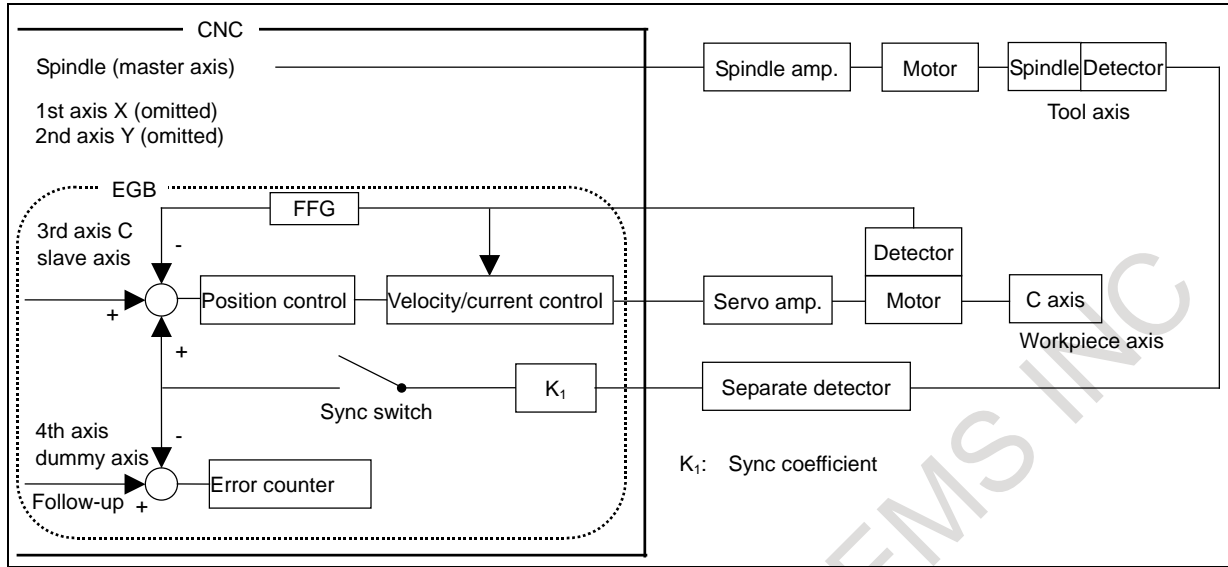 CNC
Spindle (master axis)
Spindle amp.
Motor
Spindle
Detector
Tool axis
1st axis X (omitted)
2nd axis Y (omitted)
EGB
FFG
3rd axis C
slave axis
-
+
+
Position control
Velocity/current control
Servo amp.
Detector
Motor
C axis
Workpiece axis
Sync switch
K1
Separate detector
4th axis
dummy axis
-
Follow-up
+
Error counter
K1: Sync coefficient
EMS INC